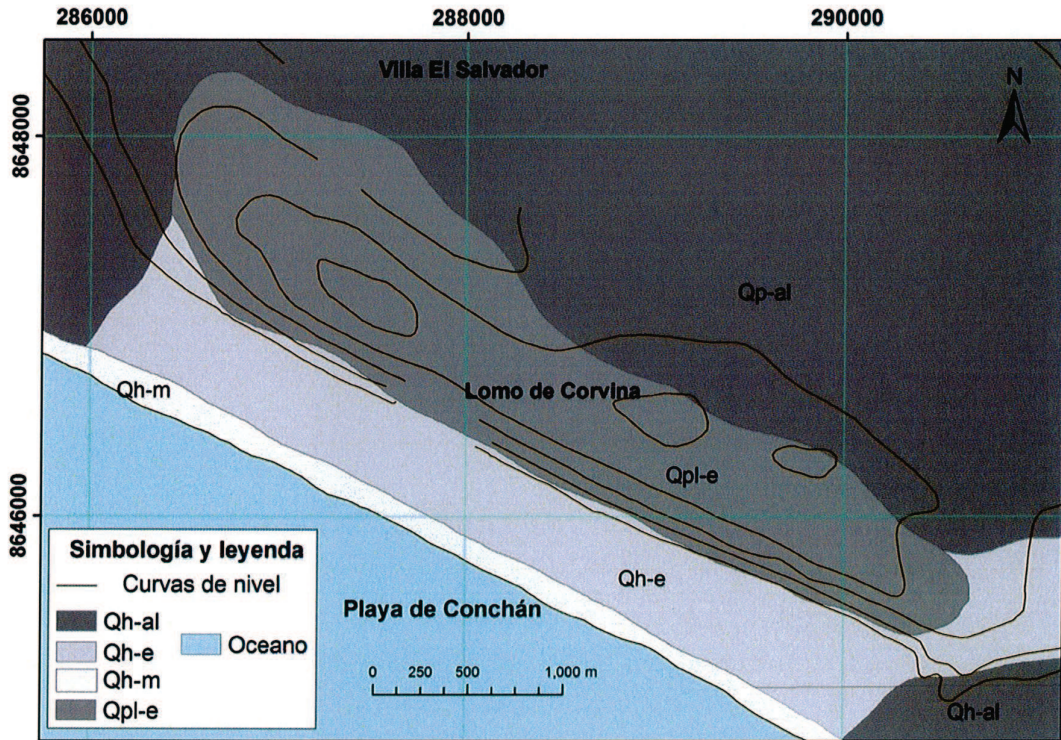 286000
288000
290000
Villa El Salvador
N
8648000
Qp-al
Qh-m
Lomo de Corvina
Qpl-e
8646000
Qh-e
Playa de Conchán
Simbología y leyenda
Curvas de nivel
Qh-al
Qh-e
Oceano
Qh-m
Qpl-e
0 250 500 1,000 m
Qh-al